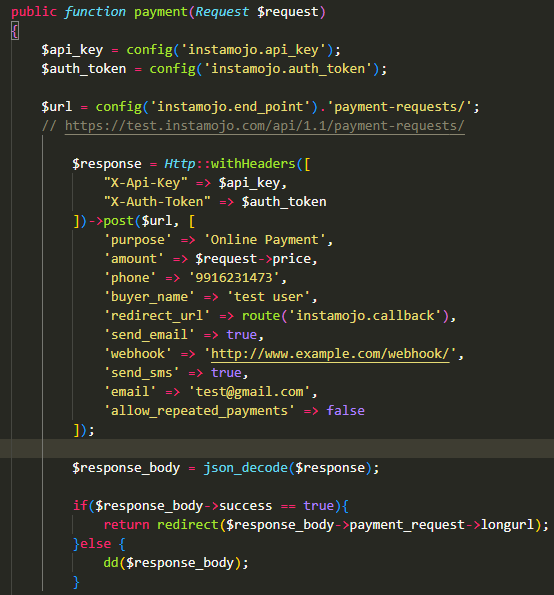 public function payment(Request $request)
{
$api_key = config('instamojo.api_key');
$auth_token = config('instamojo.auth_token');
$url = config('instamojo.end_point').'payment-requests/';
// https://test.instamojo.com/api/1.1/payment-requests/
$response = Http::withHeaders([
"X-Api-Key" => $api_key,
"X-Auth-Token" => $auth_token
])->post($url, [
'purpose' => 'Online Payment',
'amount' => $request->price,
'phone' => '9916231473',
'buyer_name' => 'test user',
'redirect_url' => route('instamojo.callback'),
'send_email' => true,
'webhook' => 'http://www.example.com/webhook/',
'send_sms' => true,
'email' => 'test@gmail.com',
'allow_repeated_payments' => false
]);
$response_body = json_decode($response);
if($response_body->success == true){
return redirect($response_body->payment_request->longurl);
}else {
dd($response_body);
}